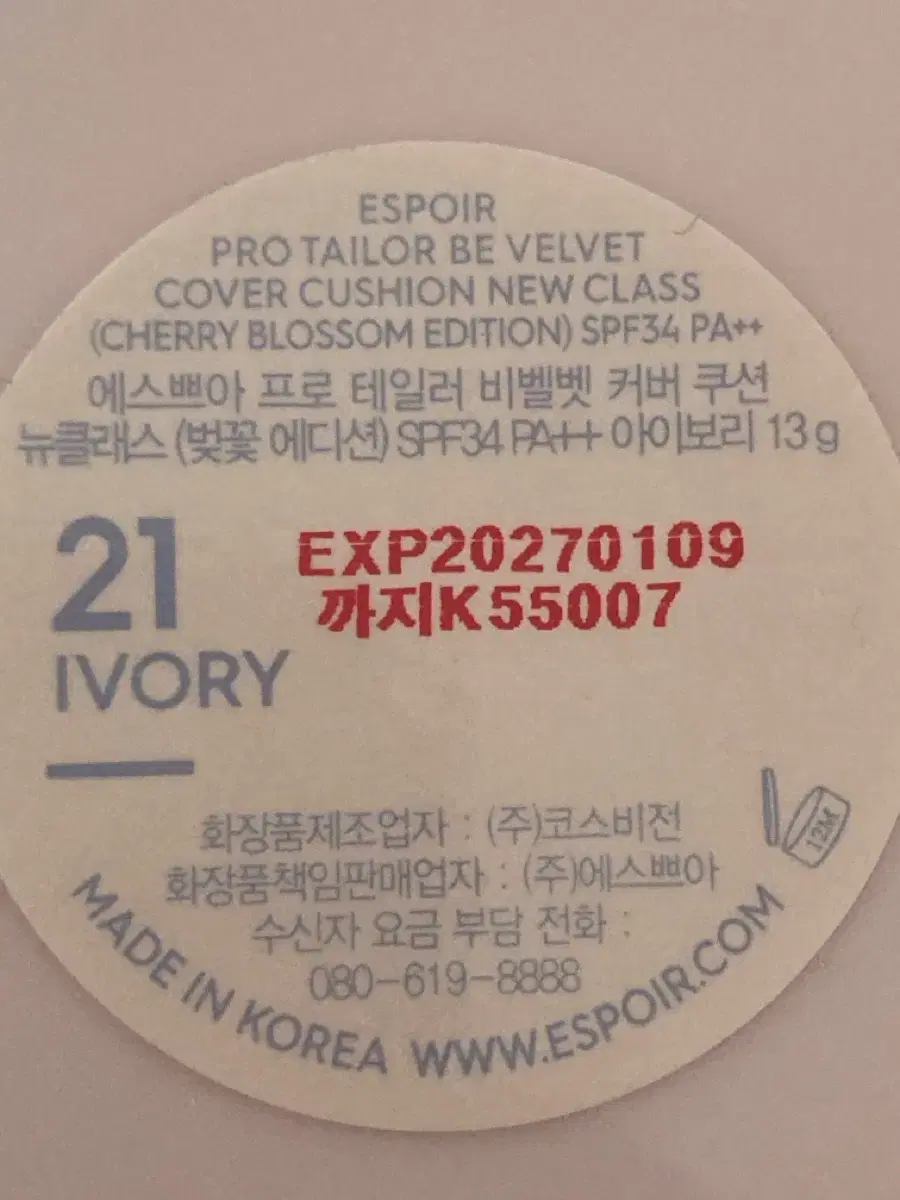 ESPOIR
PRO TAILOR BE VELVET
COVER CUSHION NEW CLASS
(CHERRY BLOSSOM EDITION) SPF34 PA++
에스쁘아 프로 테일러 비벨벳 커버 쿠션
뉴클래스 (벚꽃 에디션) SPF34 PA++ 아이보리 13 g
21
IVORY
EXP20270109
까지K55007
화장품제조업자 : (주)코스비전
화장품책임판매업자 : (주)에스쁘아
수신자 요금 부담 전화 :
080-619-8888
12M
MADE IN KOREA WWW.ESPOIR.COM